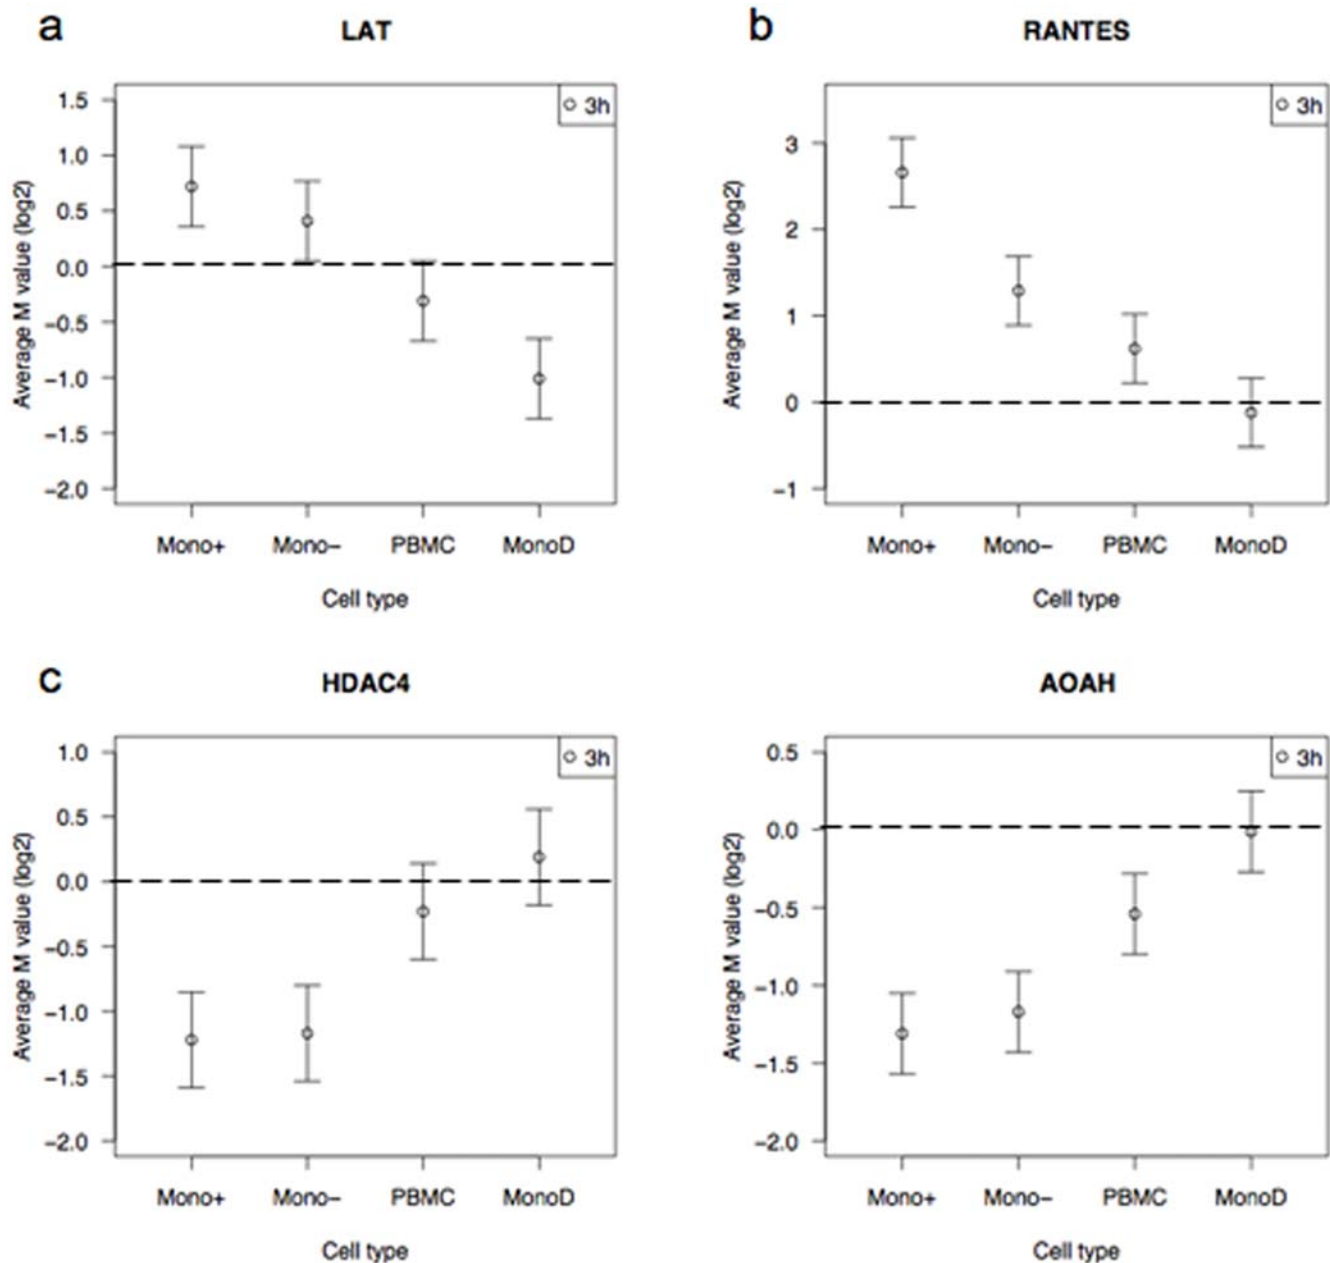 a
LAT
3h
Average M value (log2)
1.5
1.0
0.5
0.0
−0.5
−1.0
−1.5
−2.0
Mono+ Mono− PBMC MonoD
Cell type
b
RANTES
3h
Average M value (log2)
3
2
1
0
−1
Mono+ Mono− PBMC MonoD
Cell type
c
HDAC4
3h
Average M value (log2)
1.0
0.5
0.0
−0.5
−1.0
−1.5
−2.0
Mono+ Mono− PBMC MonoD
Cell type
AOAH
3h
Average M value (log2)
0.5
0.0
−0.5
−1.0
−1.5
−2.0
Mono+ Mono− PBMC MonoD
Cell type